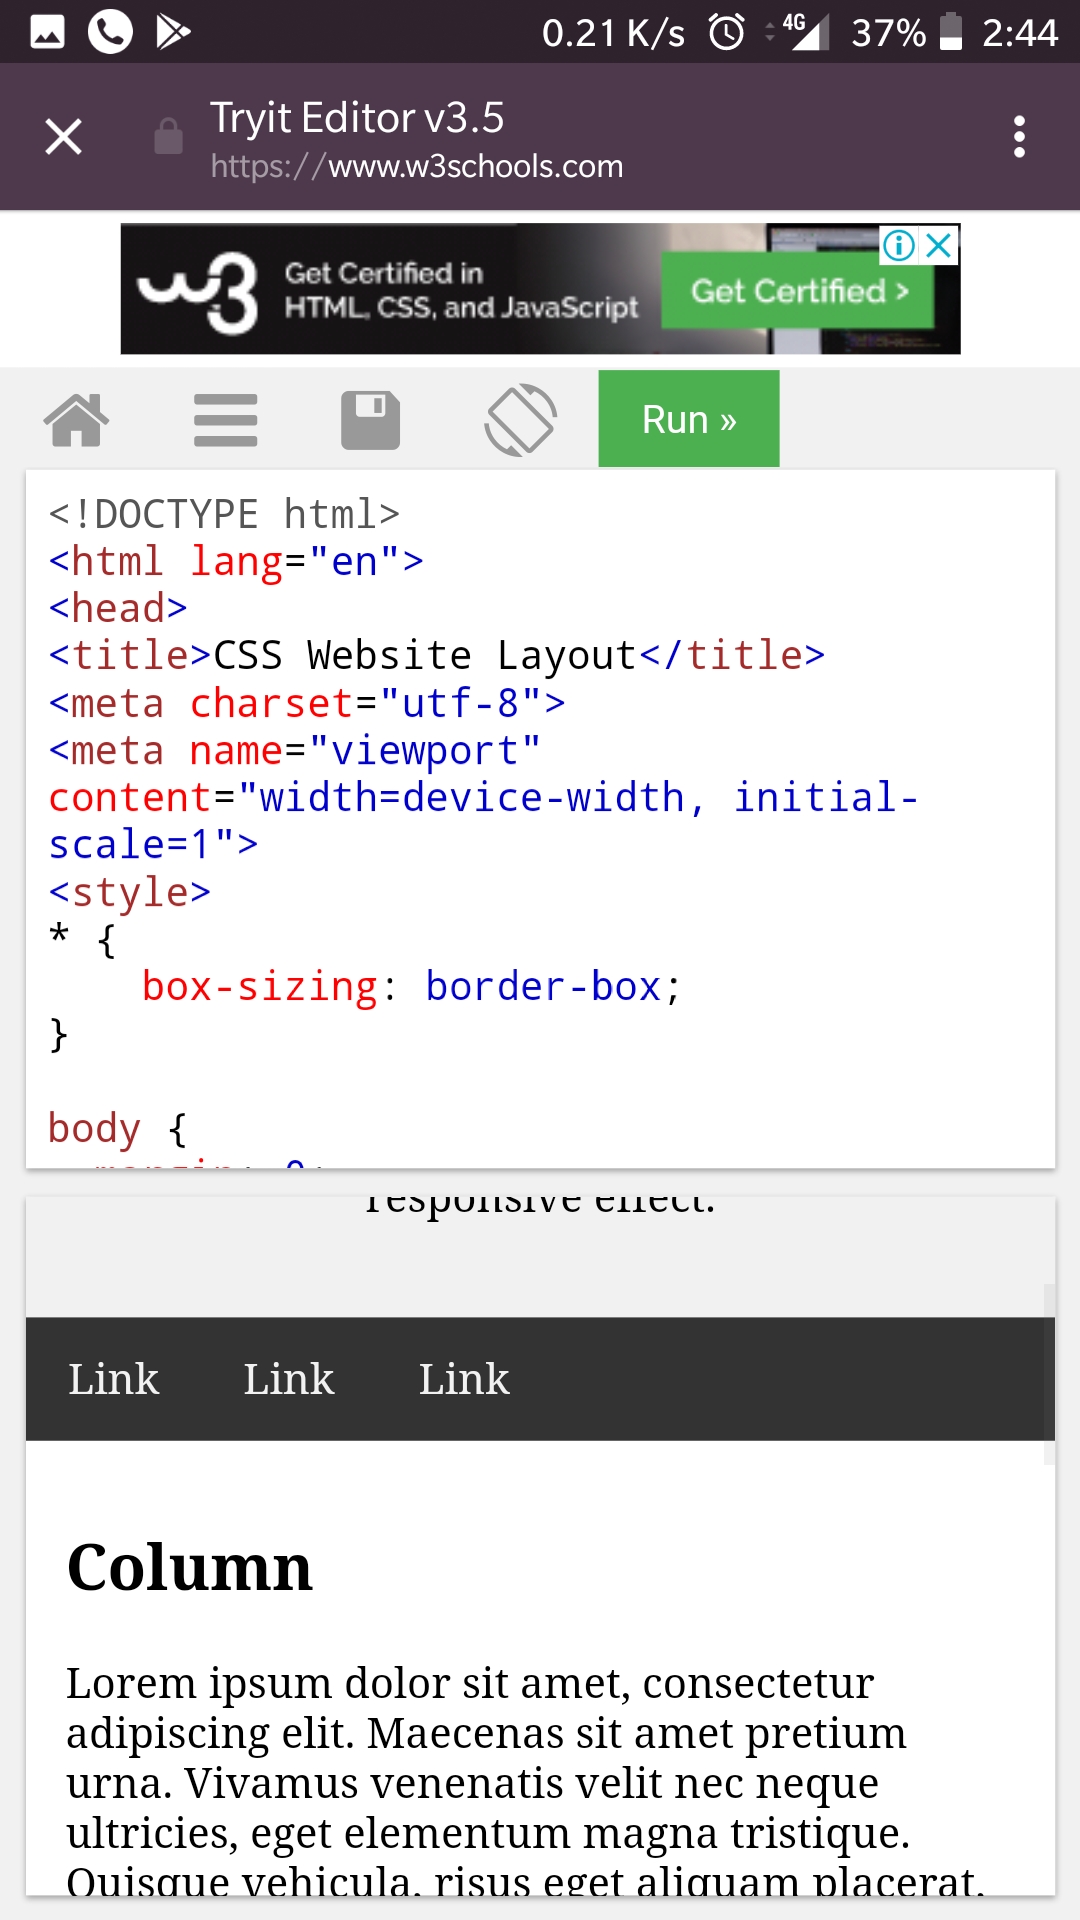 0.21 K/s 4G 37% 2:44
Tryit Editor v3.5
https://www.w3schools.com
w3 Get Certified in
HTML, CSS, and JavaScript
Get Certified >
Run »
<!DOCTYPE html>
<html lang="en">
<head>
<title>CSS Website Layout</title>
<meta charset="utf-8">
<meta name="viewport"
content="width=device-width, initial-
scale=1">
<style>
* {
    box-sizing: border-box;
}
body {
  margin: 0;
responsive effect.
Link Link Link
Column
Lorem ipsum dolor sit amet, consectetur
adipiscing elit. Maecenas sit amet pretium
urna. Vivamus venenatis velit nec neque
ultricies, eget elementum magna tristique.
Quisque vehicula, risus eget aliquam placerat,